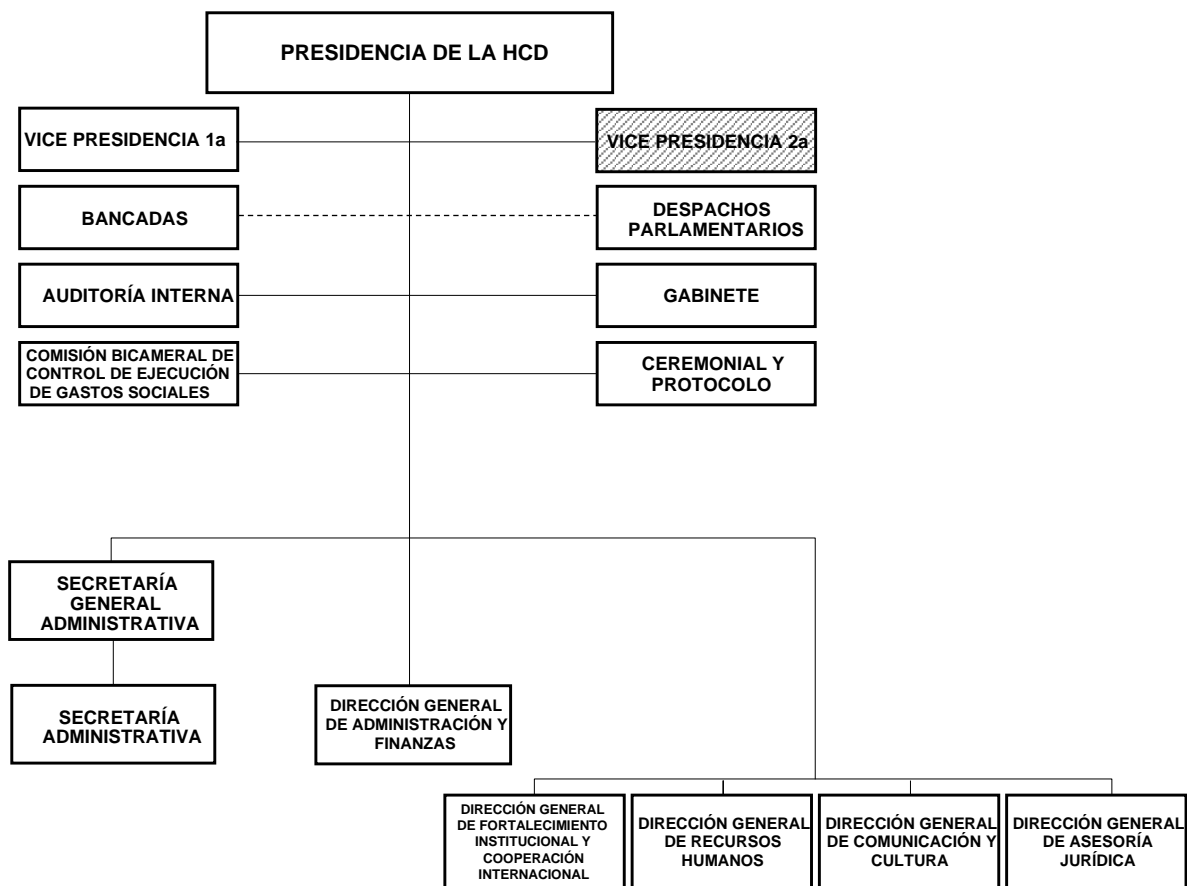 PRESIDENCIA DE LA HCD
VICE PRESIDENCIA 1a
VICE PRESIDENCIA 2a
BANCADAS
DESPACHOS
PARLAMENTARIOS
AUDITORÍA INTERNA
GABINETE
COMISIÓN BICAMERAL DE
CONTROL DE EJECUCIÓN
DE GASTOS SOCIALES
CEREMONIAL Y
PROTOCOLO
SECRETARÍA
GENERAL
ADMINISTRATIVA
SECRETARÍA
ADMINISTRATIVA
DIRECCIÓN GENERAL
DE ADMINISTRACIÓN Y
FINANZAS
DIRECCIÓN GENERAL
DE FORTALECIMIENTO
INSTITUCIONAL Y
COOPERACIÓN
INTERNACIONAL
DIRECCIÓN GENERAL
DE RECURSOS
HUMANOS
DIRECCIÓN GENERAL
DE COMUNICACIÓN Y
CULTURA
DIRECCIÓN GENERAL
DE ASESORÍA
JURÍDICA